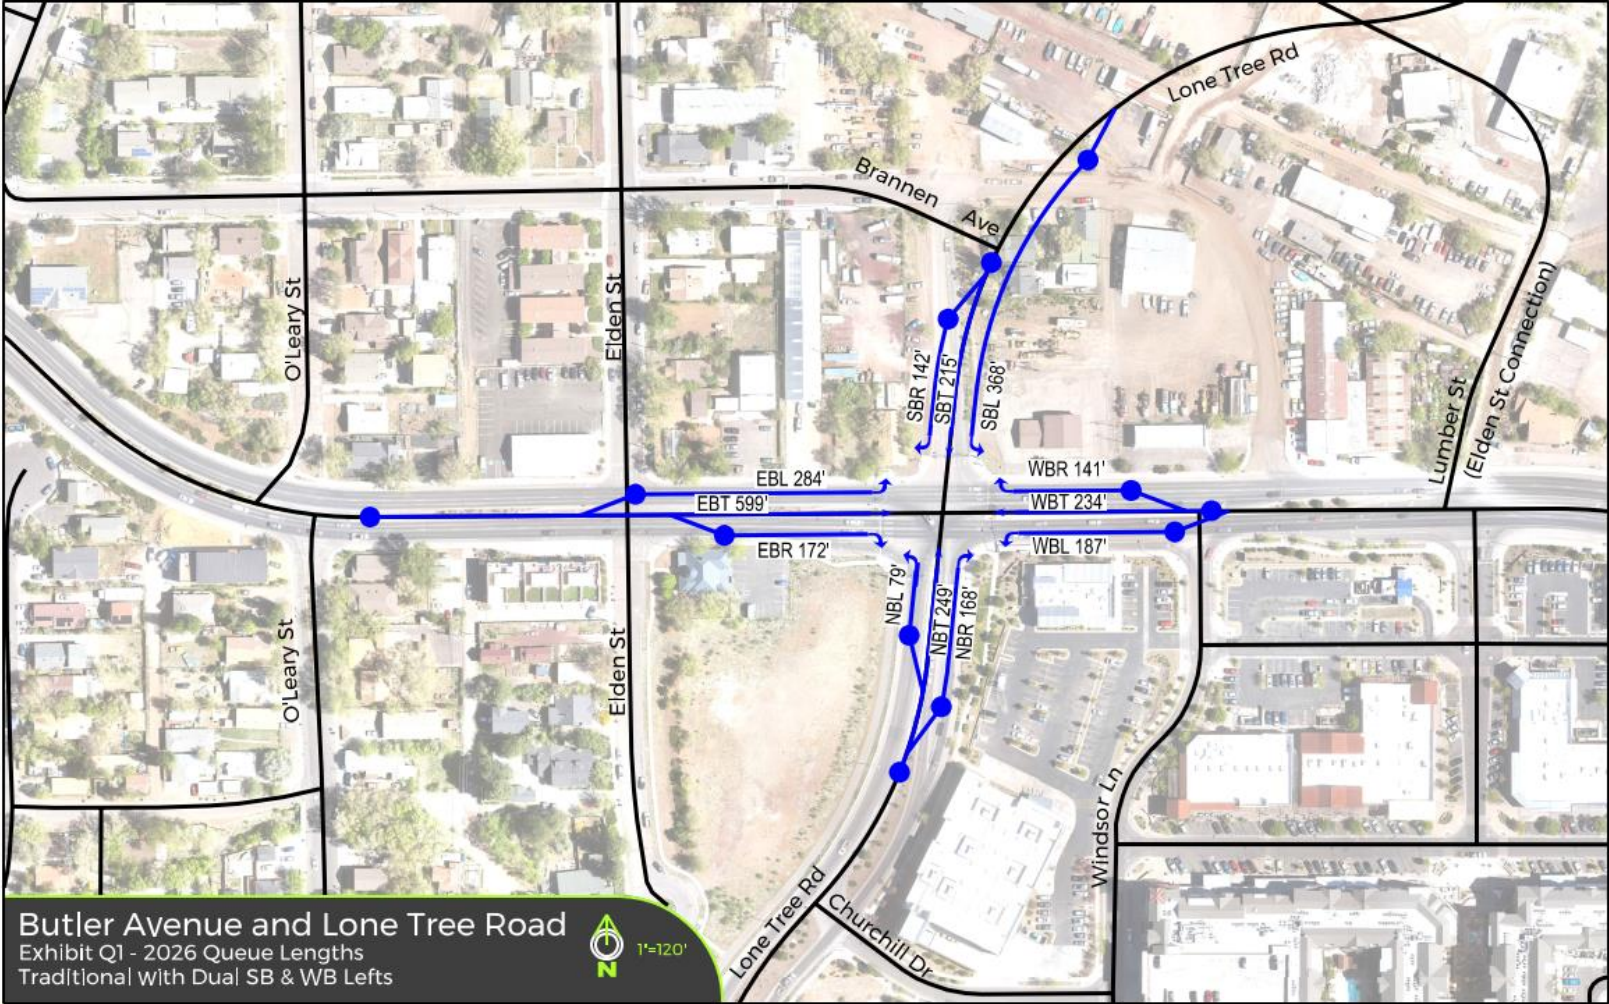 Lone Tree Rd
Brannen Ave
O'Leary St
Elden St
SBR 142'
SBT 215'
SBL 368'
Lumber St
(Elden St Connection)
EBL 284'
WBR 141'
EBT 599'
WBT 234'
EBR 172'
WBL 187'
NBL 79'
NBT 249'
NBR 168'
O'Leary St
Elden St
Windsor Ln
Lone Tree Rd
Churchill Dr
Butler Avenue and Lone Tree Road
Exhibit Q1 - 2026 Queue Lengths
Traditional with Dual SB & WB Lefts
N
1"=120'